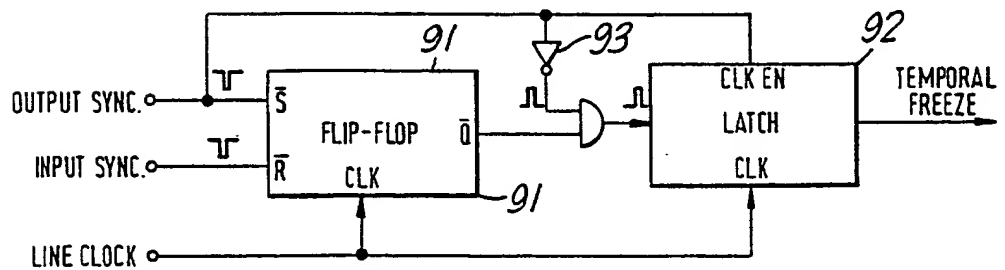 91
93
92
OUTPUT SYNC.
S̅
CLK EN
TEMPORAL
FREEZE
FLIP-FLOP
Q̅
LATCH
INPUT SYNC.
R̅
CLK
CLK
91
LINE CLOCK